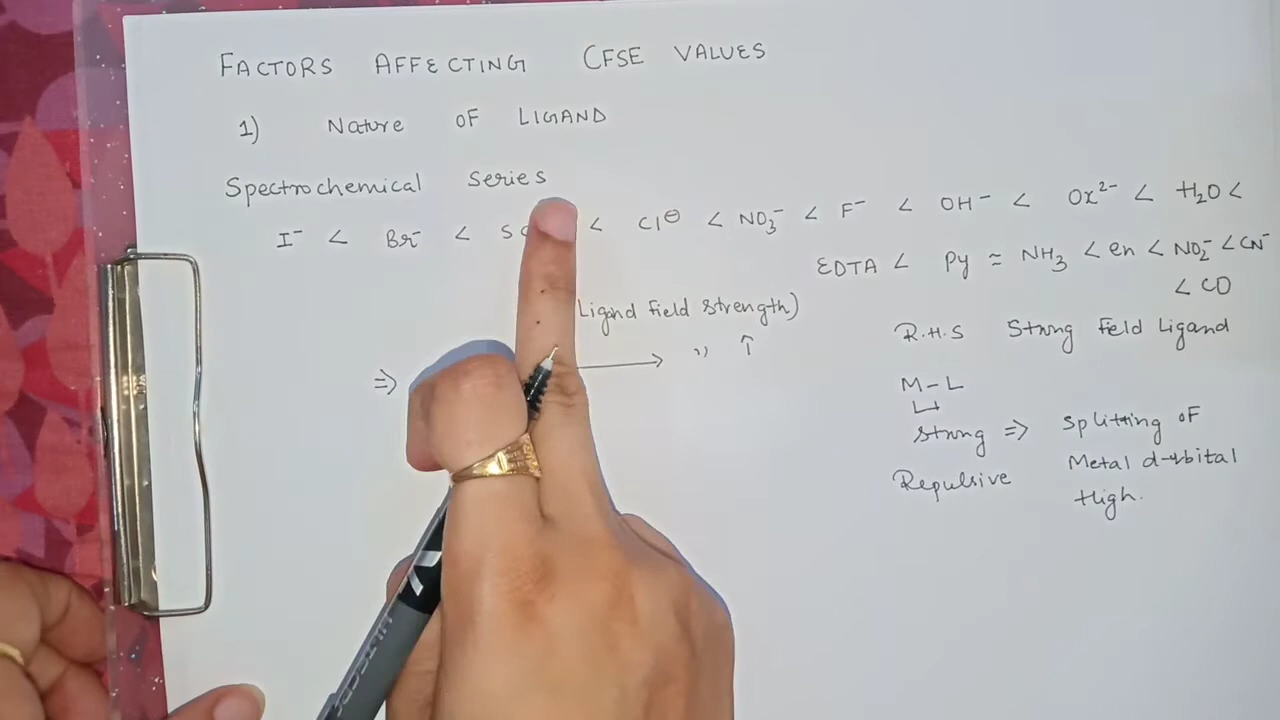 FACTORS AFFECTING CFSE VALUES
1) Nature OF LIGAND
Spectrochemical Series
I⁻ < Br⁻ < < Cl⊖ < NO₃⁻ < F⁻ < OH⁻ < Ox²⁻ < H₂O <
EDTA < Py ≈ NH₃ < en < NO₂⁻ < CN⁻
< CO
Ligand field strength)
⇒ → " ↑
R.H.S Strong Field Ligand
M-L
↳
strong ⇒ splitting of
Repulsive Metal d-orbital
High.